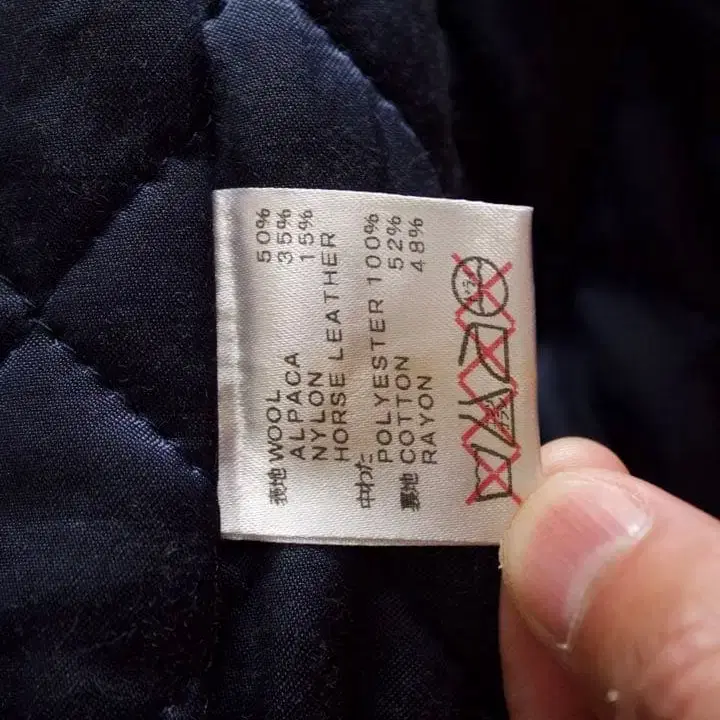 表地 WOOL 50%
ALPACA 35%
NYLON 15%
HORSE LEATHER
中わた POLYESTER 100%
裏地 COTTON 52%
RAYON 48%